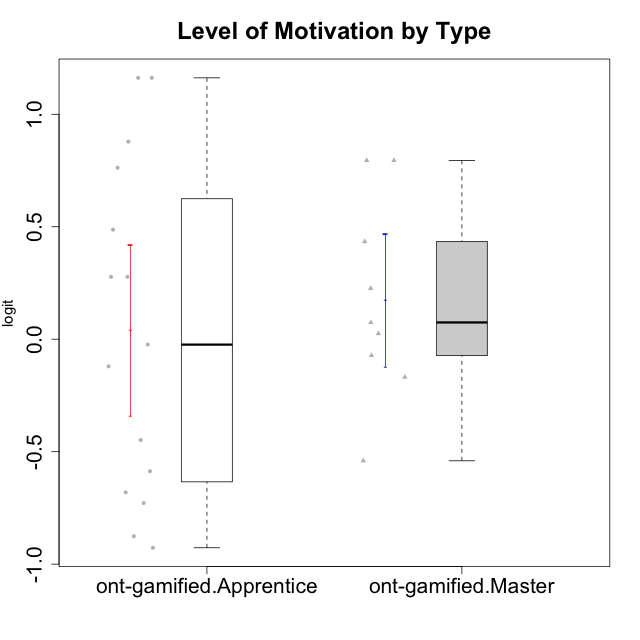 Level of Motivation by Type
1.0
0.5
0.0
-0.5
-1.0
logit
ont-gamified.Apprentice
ont-gamified.Master